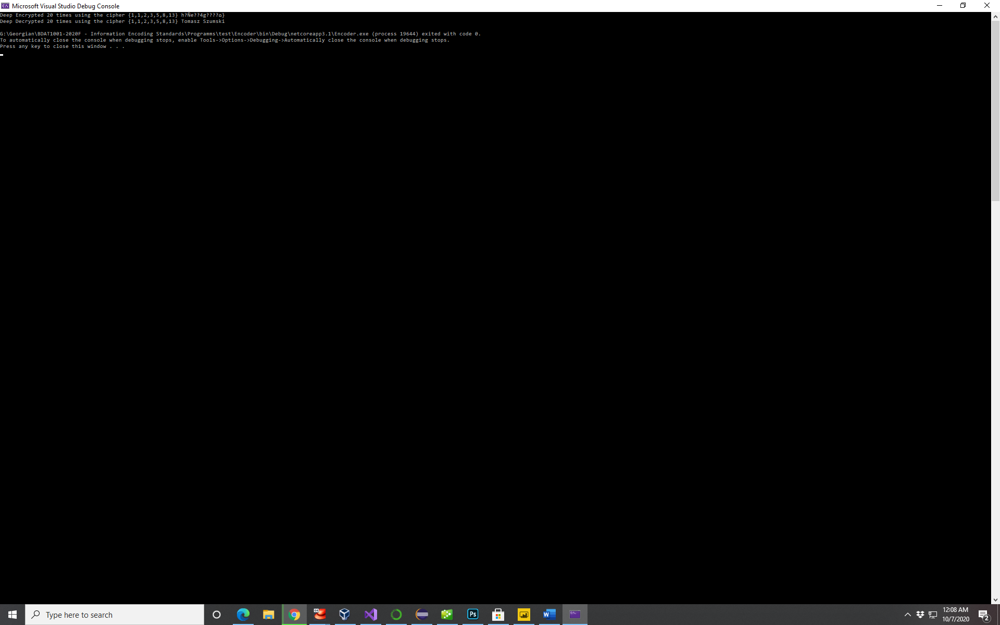 Microsoft Visual Studio Debug Console
Deep Encrypted 20 times using the cipher {1,1,2,3,5,8,13} h?Ñe??4g????¤}
Deep Decrypted 20 times using the cipher {1,1,2,3,5,8,13} Tomasz Szumski
G:\Georgian\BDAT1001-2020F - Information Encoding Standards\Programms\test\Encoder\bin\Debug\netcoreapp3.1\Encoder.exe (process 19644) exited with code 0.
To automatically close the console when debugging stops, enable Tools->Options->Debugging->Automatically close the console when debugging stops.
Press any key to close this window . . .
Type here to search
Ps
W
12:08 AM
10/7/2020
2